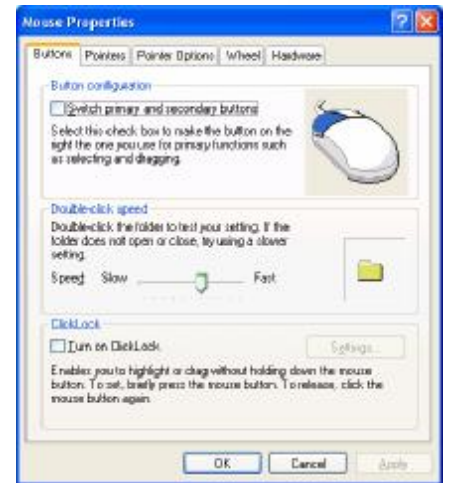 Mouse Properties
Buttons Pointers Pointer Options Wheel Hardware
Button configuration
Switch primary and secondary buttons
Select this check box to make the button on the
right the one you use for primary functions such
as selecting and dragging.
Double-click speed
Double-click the folder to test your setting. If the
folder does not open or close, try using a slower
setting.
Speed: Slow Fast
ClickLock
Turn on ClickLock
Settings...
Enables you to highlight or drag without holding down the mouse
button. To set, briefly press the mouse button. To release, click the
mouse button again.
OK Cancel Apply